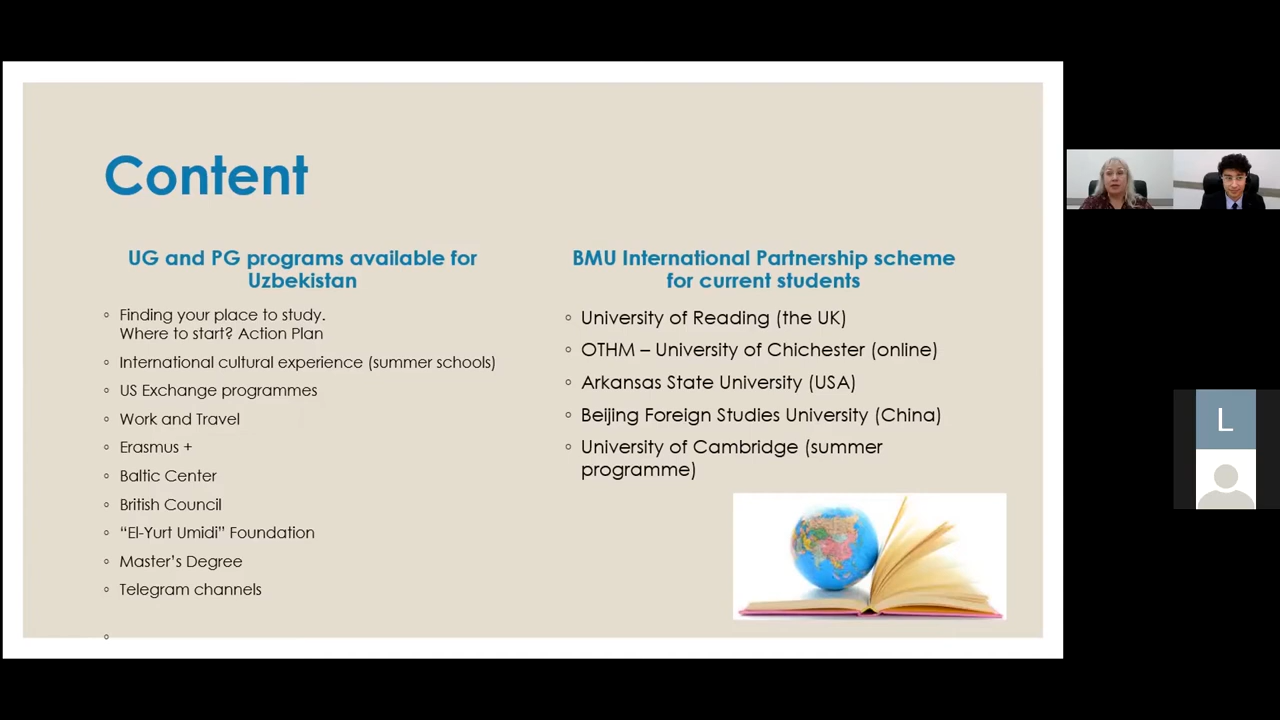 Content
UG and PG programs available for
Uzbekistan
Finding your place to study.
Where to start? Action Plan
International cultural experience (summer schools)
US Exchange programmes
Work and Travel
Erasmus +
Baltic Center
British Council
“El-Yurt Umidi” Foundation
Master’s Degree
Telegram channels
BMU International Partnership scheme
for current students
University of Reading (the UK)
OTHM – University of Chichester (online)
Arkansas State University (USA)
Beijing Foreign Studies University (China)
University of Cambridge (summer
programme)
L